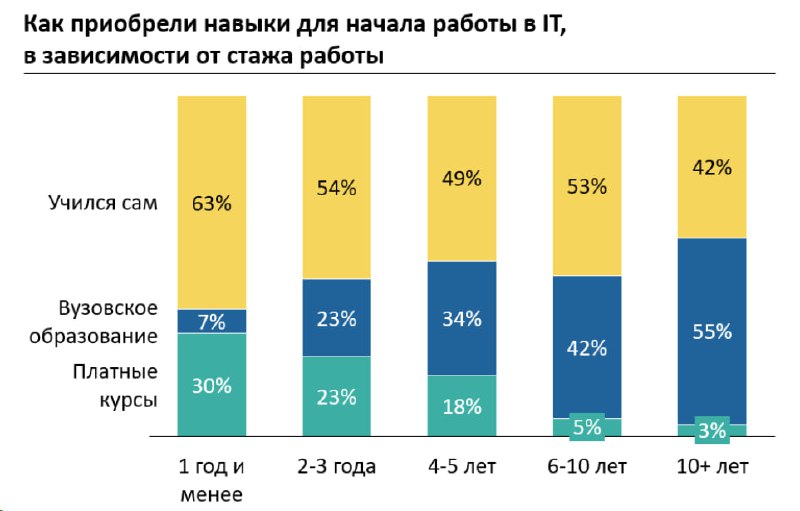 Как приобрели навыки для начала работы в IT,
в зависимости от стажа работы
Учился сам
63%
54%
49%
53%
42%
Вузовское
образование
7%
23%
34%
42%
55%
Платные
курсы
30%
23%
18%
5%
3%
1 год и
менее
2-3 года
4-5 лет
6-10 лет
10+ лет